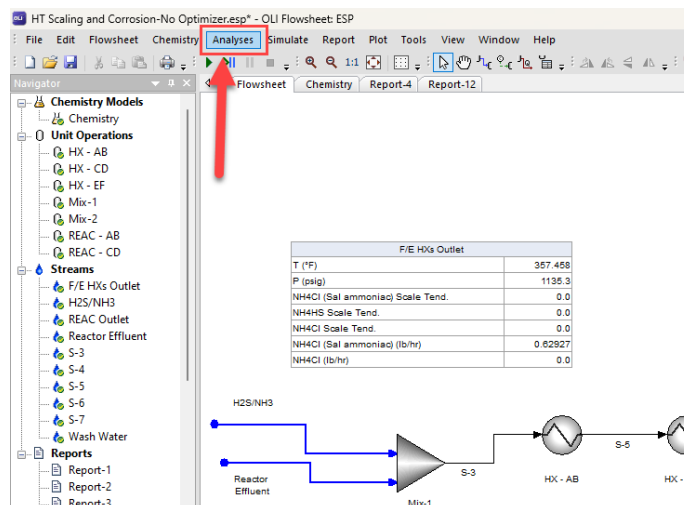 HT Scaling and Corrosion-No Optimizer.esp* - OLI Flowsheet: ESP
File Edit Flowsheet Chemistry Analyses Simulate Report Plot Tools View Window Help
1:1
Navigator
Flowsheet Chemistry Report-4 Report-12
Chemistry Models
Chemistry
Unit Operations
HX - AB
HX - CD
HX - EF
Mix-1
Mix-2
REAC - AB
REAC - CD
Streams
F/E HXs Outlet
H2S/NH3
REAC Outlet
Reactor Effluent
S-3
S-4
S-5
S-6
S-7
Wash Water
Reports
Report-1
Report-2
Report-3
F/E HXs Outlet
T (°F) 357.458
P (psig) 1135.3
NH4Cl (Sal ammoniac) Scale Tend. 0.0
NH4HS Scale Tend. 0.0
NH4Cl Scale Tend. 0.0
NH4Cl (Sal ammoniac) (lb/hr) 0.62927
NH4Cl (lb/hr) 0.0
H2S/NH3
Reactor
Effluent
Mix-1
S-3
HX - AB
S-5
HX -